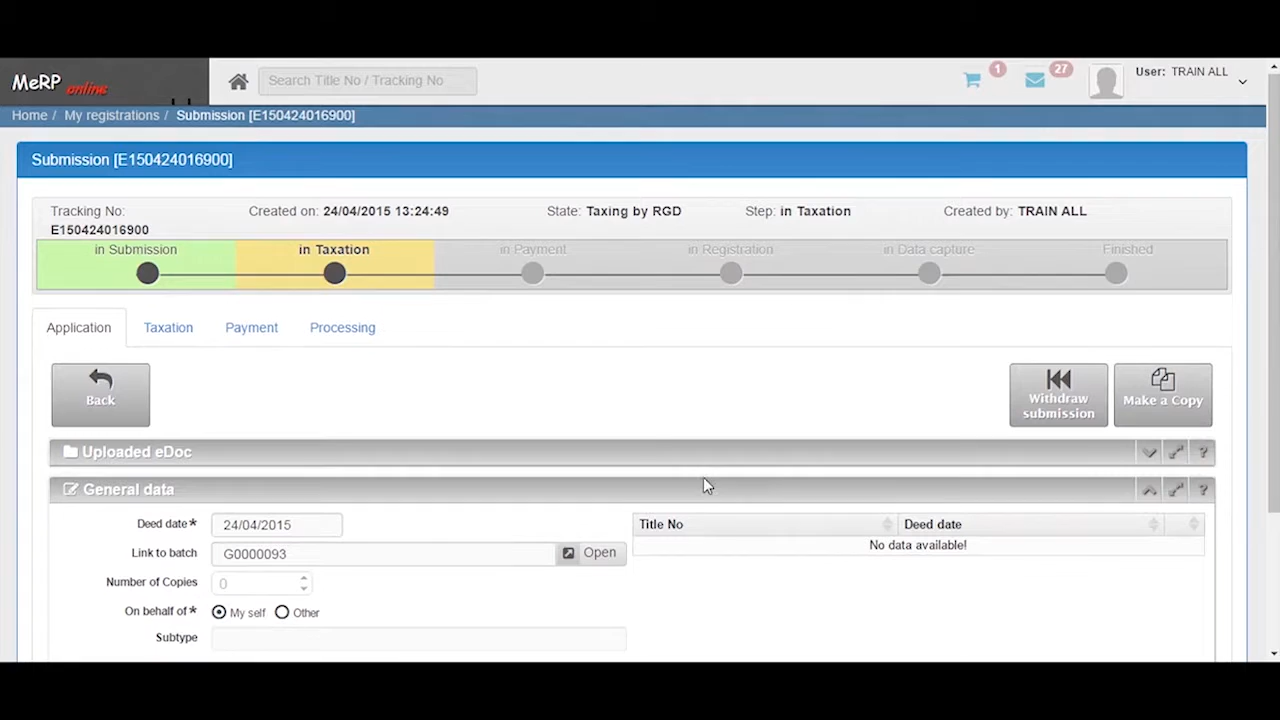 MeRP online
Search Title No / Tracking No
1
27
User: TRAIN ALL
Home / My registrations / Submission [E150424016900]
Submission [E150424016900]
Tracking No: E150424016900
Created on: 24/04/2015 13:24:49
State: Taxing by RGD
Step: in Taxation
Created by: TRAIN ALL
in Submission
in Taxation
in Payment
in Registration
in Data capture
Finished
Application
Taxation
Payment
Processing
Back
Withdraw submission
Make a Copy
Uploaded eDoc
?
General data
?
Deed date* 24/04/2015
Link to batch G0000093 Open
Number of Copies 0
On behalf of* My self Other
Subtype
Title No Deed date
No data available!